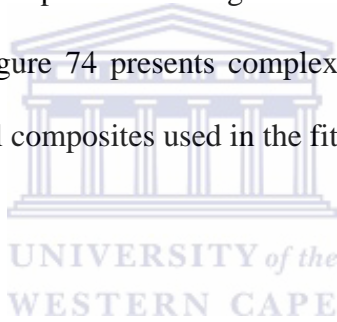 gure 74 presents complex
l composites used in the fit
UNIVERSITY of the
WESTERN CAPE